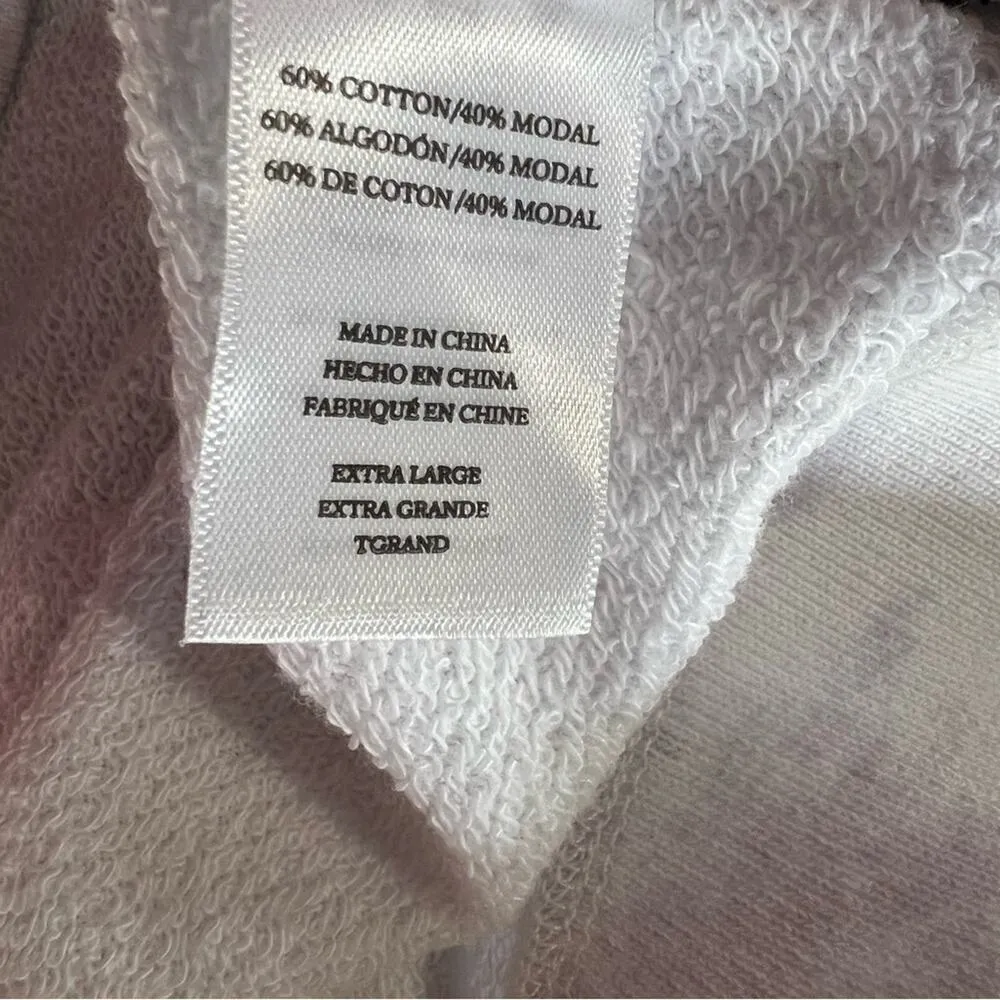 60% COTTON/40% MODAL
60% ALGODÓN/40% MODAL
60% DE COTON/40% MODAL
MADE IN CHINA
HECHO EN CHINA
FABRIQUÉ EN CHINE
EXTRA LARGE
EXTRA GRANDE
TGRAND